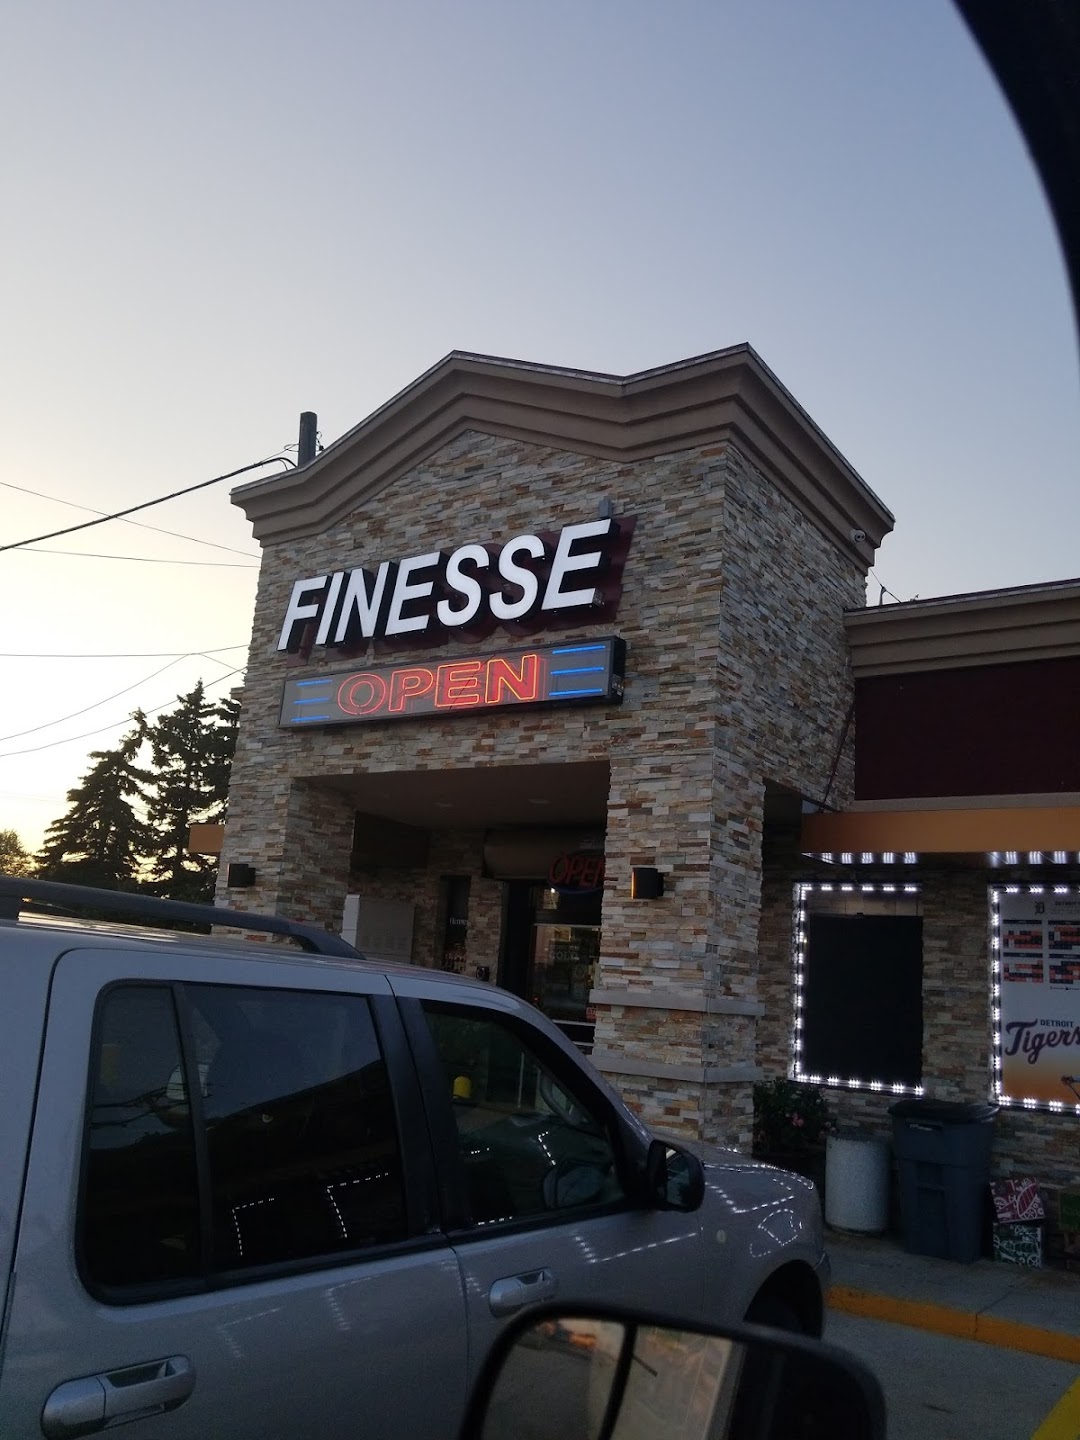 FINESSE
OPEN
OPEN
DETROIT
Tigers